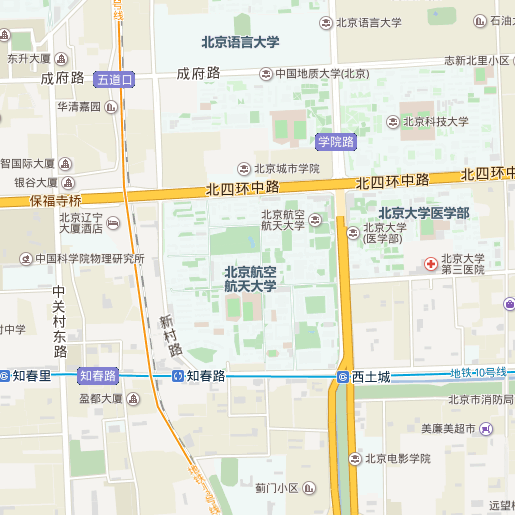 号线
北京语言大学
北京语言大学
石油大
东升大厦
志新北里小区
成府路
五道口
成府路
中国地质大学(北京)
华清嘉园
北京科技大学
学院路
智国际大厦
北京城市学院
银谷大厦
北四环中路
北四环中路
北四环中
保福寺桥
北京辽宁
大厦酒店
北京航空
航天大学
北京大学医学部
北京大学
(医学部)
中国科学院物理研究所
北京航空
航天大学
北京大学
第三医院
中关村东路
新村路
村中学
知春里
知春路
知春路
西土城
地铁10号线
盈都大厦
北京市消防局
美廉美超市
北京电影学院
地铁13号线
蓟门小区
远望楼